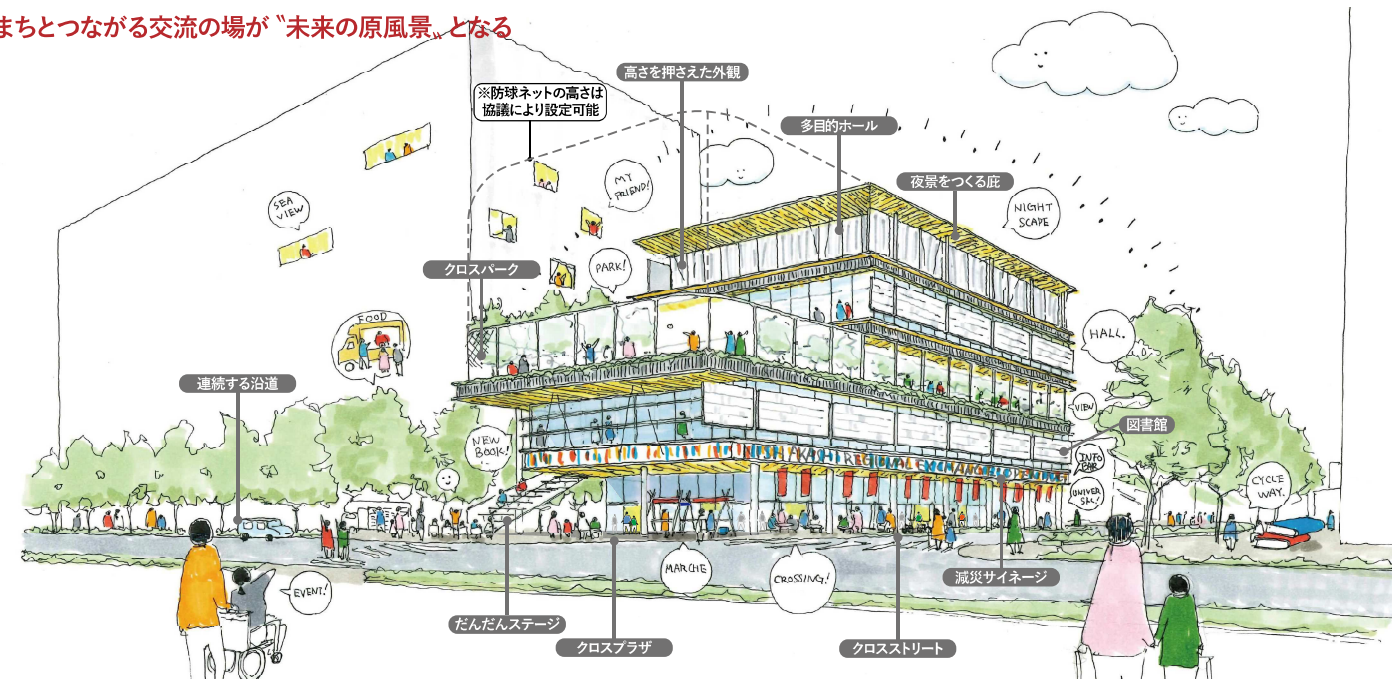 まちとつながる交流の場が〝未来の原風景〟となる
高さを押さえた外観
※防球ネットの高さは
協議により設定可能
多目的ホール
夜景をつくる庇
MY
FRIEND!
SEA
VIEW
NIGHT
SCAPE
クロスパーク
PARK!
FOOD
HALL.
連続する沿道
VIEW
図書館
NEW
BOOK!
INFO
BAR
CYCLE
WAY.
UNIVER
SAL!
減災サイネージ
MARCHE
CROSSING!
EVENT!
だんだんステージ
クロスプラザ
クロスストリート